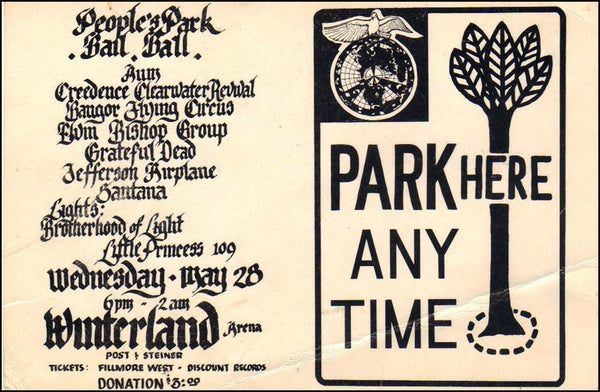 People's Park
. Bail . Ball .
Aum
Creedence Clearwater Revival
Bangor Flying Circus
Elvin Bishop Group
Grateful Dead
Jefferson Airplane
Santana
Lights:
Brotherhood of Light
Little Princess 109
Wednesday · May 28
6pm - 2am
Winterland Arena
POST & STEINER
TICKETS: FILLMORE WEST - DISCOUNT RECORDS
DONATION $3.00
PARK HERE
ANY
TIME